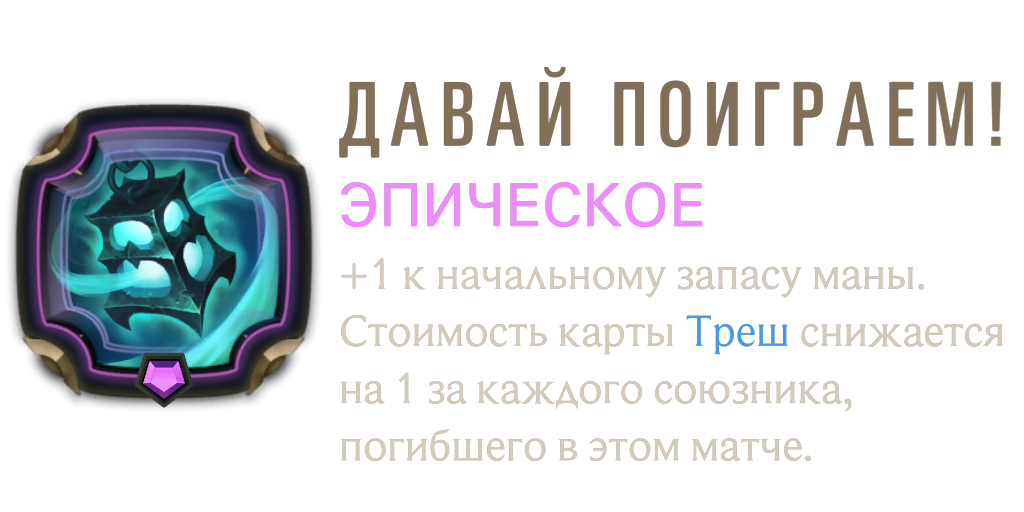 ДАВАЙ ПОИГРАЕМ!
ЭПИЧЕСКОЕ
+1 к начальному запасу маны.
Стоимость карты Треш снижается
на 1 за каждого союзника,
погибшего в этом матче.